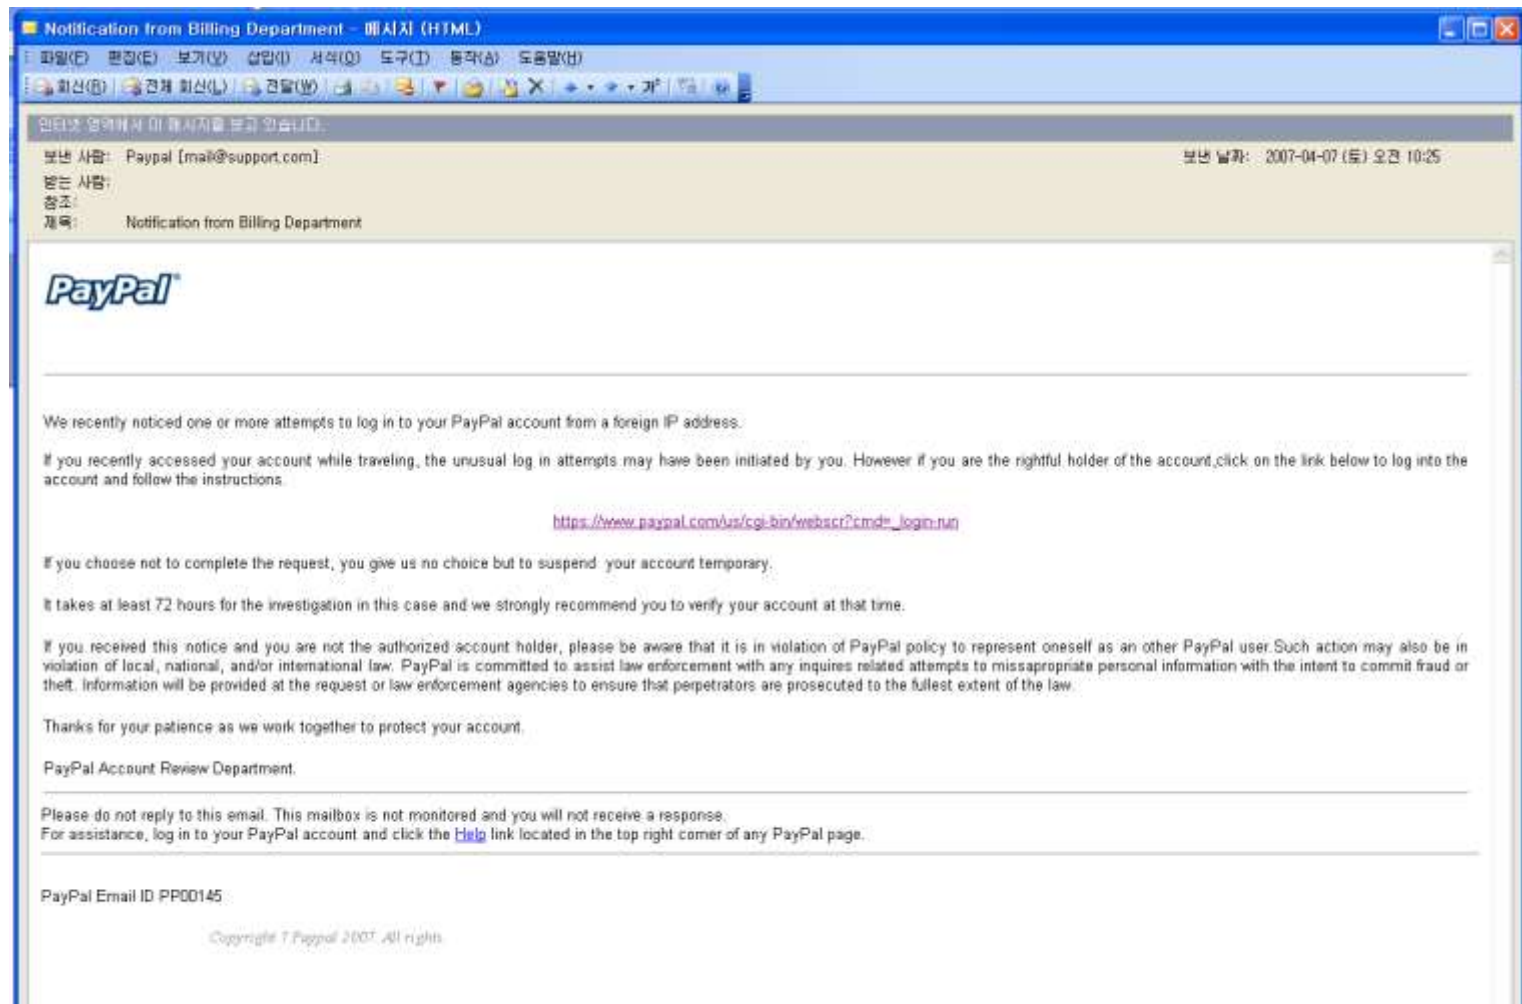 Notification from Billing Department - 메시지 (HTML)
파일(F) 편집(E) 보기(V) 삽입(I) 서식(O) 도구(T) 동작(A) 도움말(H)
회신(R) 전체 회신(L) 전달(W)
인터넷 영역에서 이 메시지를 보고 있습니다.
보낸 사람: Paypal [mail@support.com] 보낸 날짜: 2007-04-07 (토) 오전 10:25
받는 사람:
참조:
제목: Notification from Billing Department
PayPal
We recently noticed one or more attempts to log in to your PayPal account from a foreign IP address.
If you recently accessed your account while traveling, the unusual log in attempts may have been initiated by you. However if you are the rightful holder of the account,click on the link below to log into the
account and follow the instructions
https://www.paypal.com/us/cgi-bin/webscr?cmd=_login-run
If you choose not to complete the request, you give us no choice but to suspend your account temporary.
It takes at least 72 hours for the investigation in this case and we strongly recommend you to verify your account at that time.
If you received this notice and you are not the authorized account holder, please be aware that it is in violation of PayPal policy to represent oneself as an other PayPal user.Such action may also be in
violation of local, national, and/or international law. PayPal is committed to assist law enforcement with any inquires related attempts to missapropriate personal information with the intent to commit fraud or
theft. Information will be provided at the request or law enforcement agencies to ensure that perpetrators are prosecuted to the fullest extent of the law.
Thanks for your patience as we work together to protect your account.
PayPal Account Review Department.
Please do not reply to this email. This mailbox is not monitored and you will not receive a response.
For assistance, log in to your PayPal account and click the Help link located in the top right corner of any PayPal page.
PayPal Email ID PP00145
Copyright ? Paypal 2007. All rights